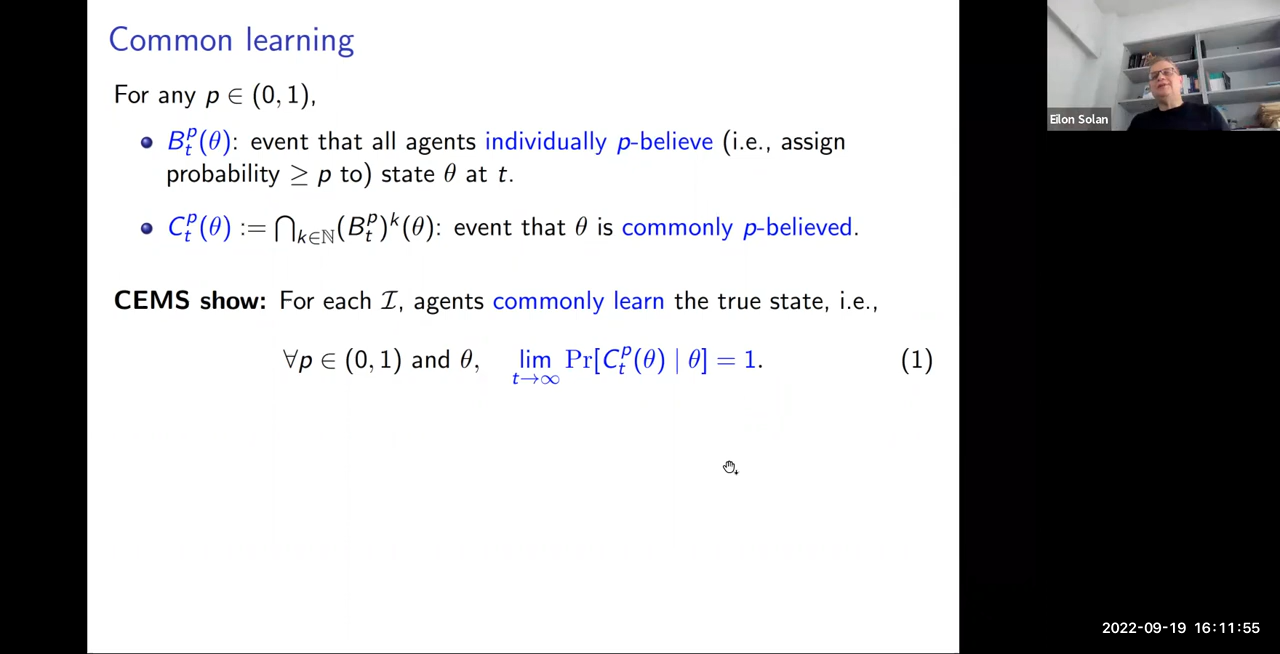 Common learning
For any p ∈ (0, 1),
B_t^p(θ): event that all agents individually p-believe (i.e., assign
probability ≥ p to) state θ at t.
C_t^p(θ) := ⋂_{k∈ℕ}(B_t^p)^k(θ): event that θ is commonly p-believed.
CEMS show: For each 𝓘, agents commonly learn the true state, i.e.,
∀p ∈ (0, 1) and θ, lim_{t→∞} Pr[C_t^p(θ) | θ] = 1. (1)
Eilon Solan
2022-09-19 16:11:55